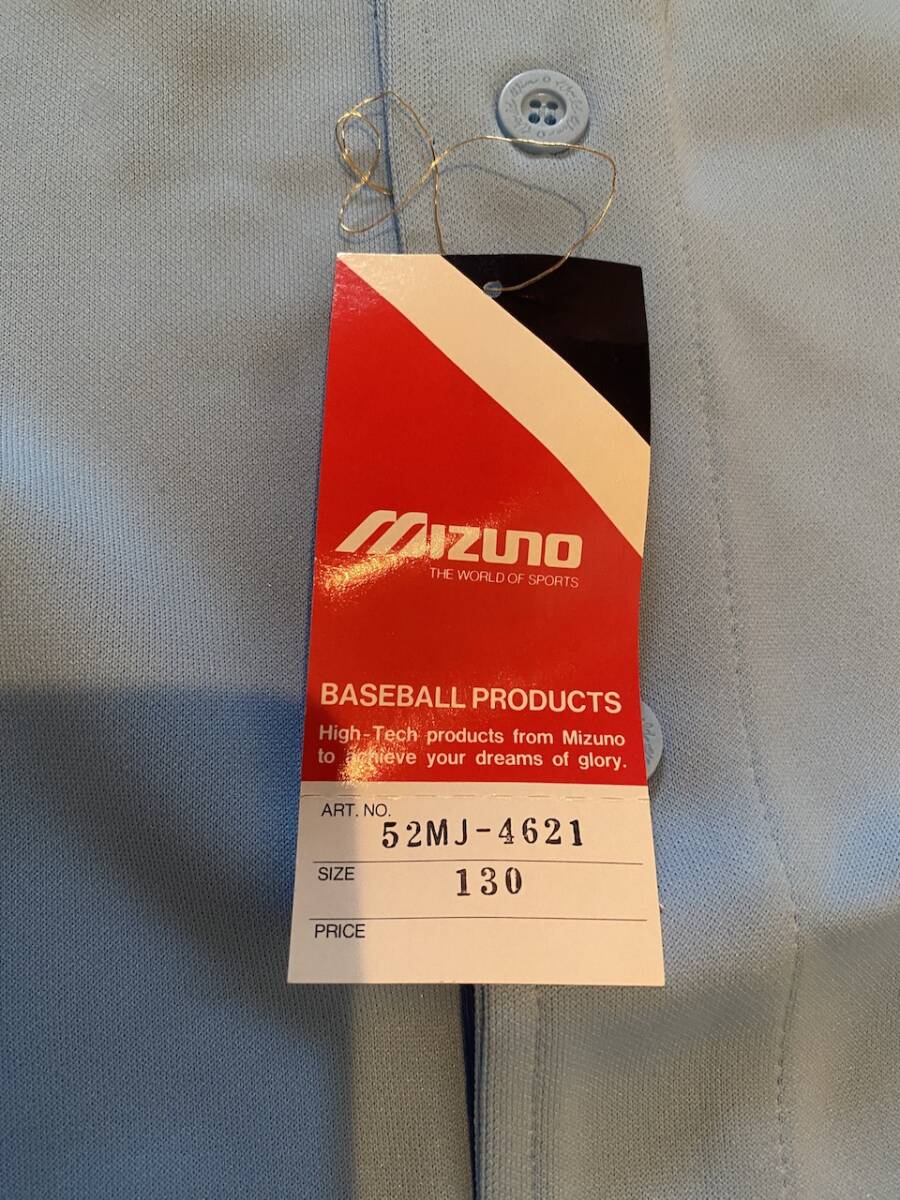 MIZUNO
THE WORLD OF SPORTS
BASEBALL PRODUCTS
High-Tech products from Mizuno
to achieve your dreams of glory.
ART. NO.
52MJ-4621
SIZE
130
PRICE